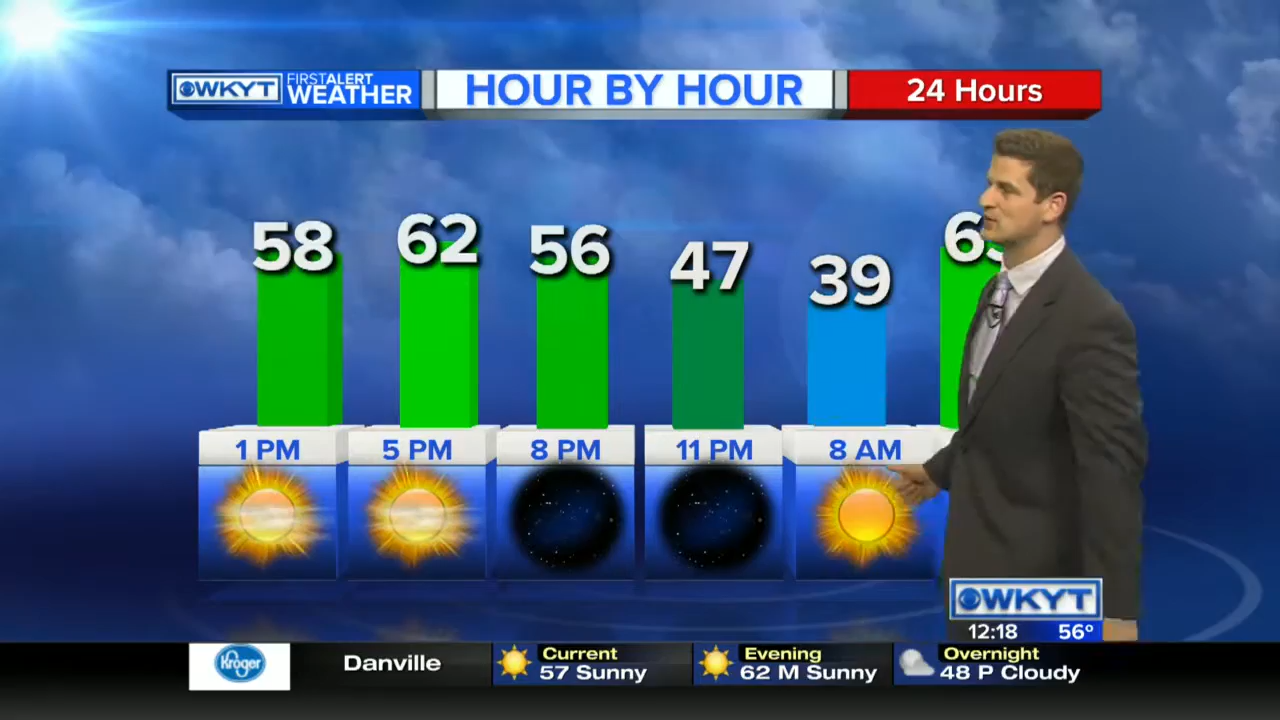 WKYT FIRST ALERT WEATHER HOUR BY HOUR 24 Hours
58 62 56 47 39
1 PM 5 PM 8 PM 11 PM 8 AM
WKYT
12:18 56°
Kroger
Danville
Current
57 Sunny
Evening
62 M Sunny
Overnight
48 P Cloudy